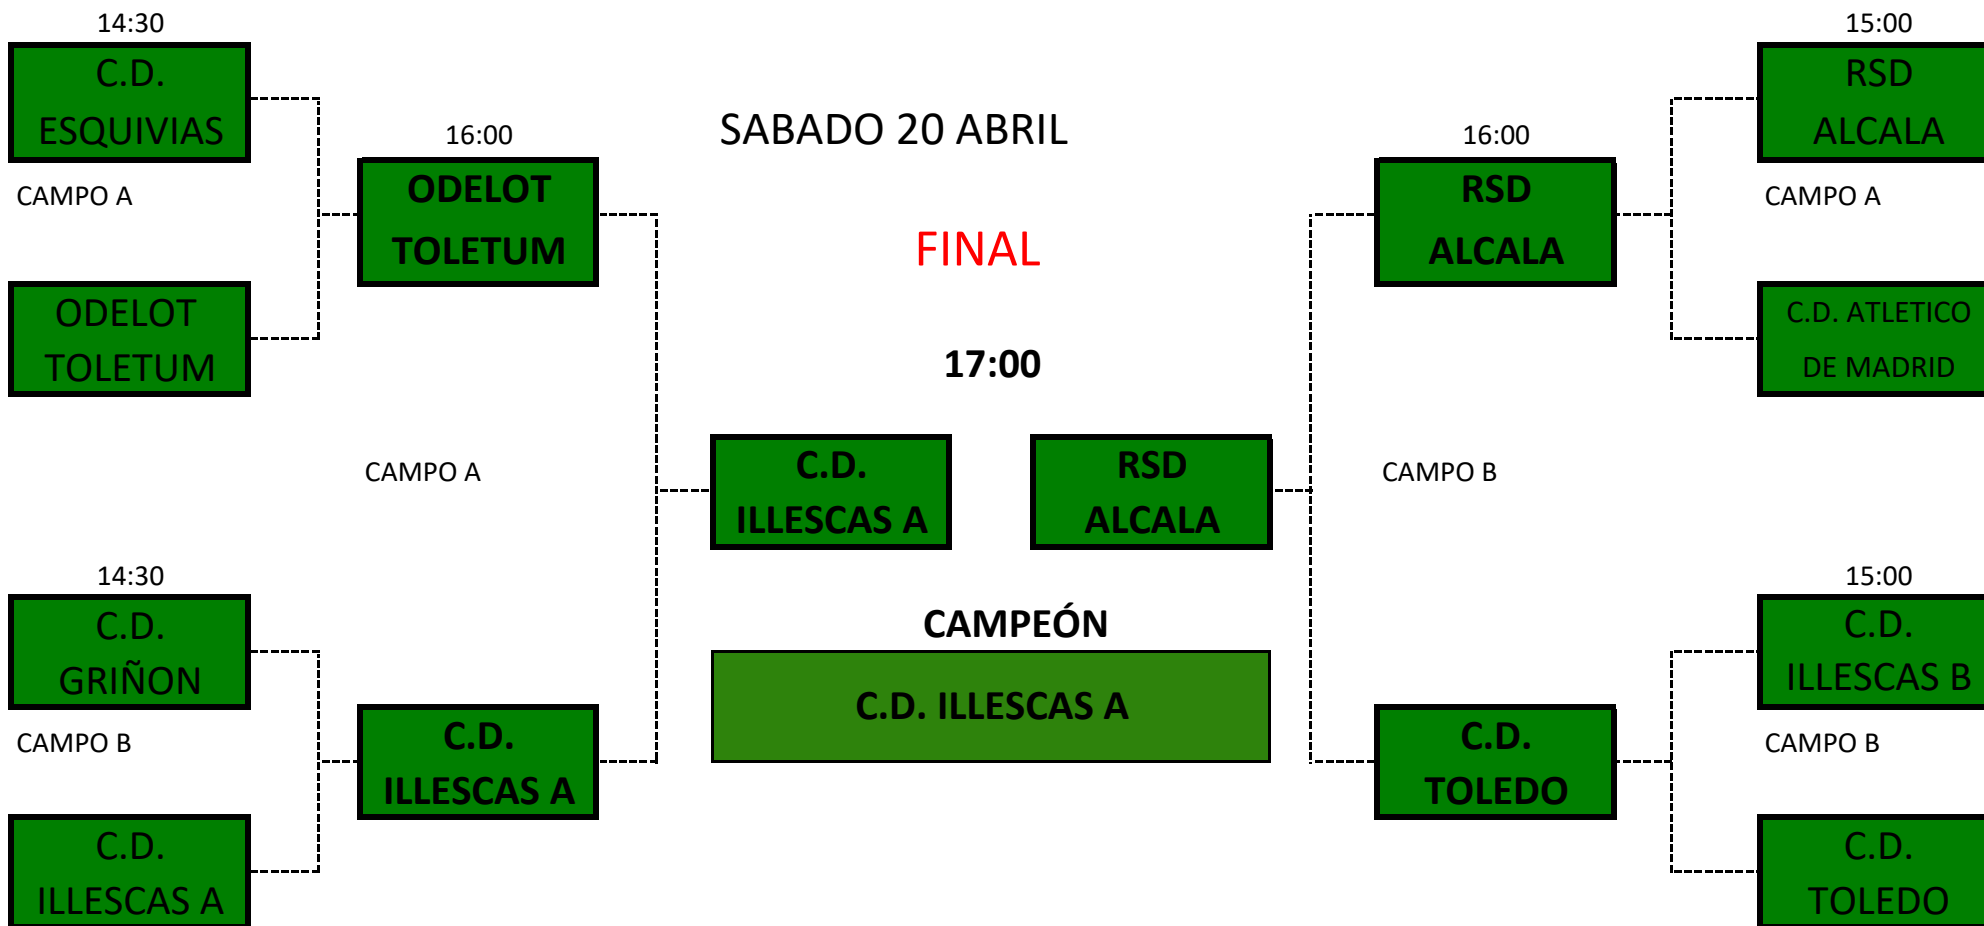 14:30
15:00
C.D.
ESQUIVIAS
RSD
ALCALA
SABADO 20 ABRIL
16:00
16:00
CAMPO A
CAMPO A
ODELOT
TOLETUM
RSD
ALCALA
FINAL
ODELOT
TOLETUM
C.D. ATLETICO
DE MADRID
17:00
CAMPO A
C.D.
ILLESCAS A
RSD
ALCALA
CAMPO B
14:30
15:00
C.D.
GRIÑON
CAMPEÓN
C.D.
ILLESCAS B
C.D. ILLESCAS A
CAMPO B
CAMPO B
C.D.
ILLESCAS A
C.D.
TOLEDO
C.D.
ILLESCAS A
C.D.
TOLEDO